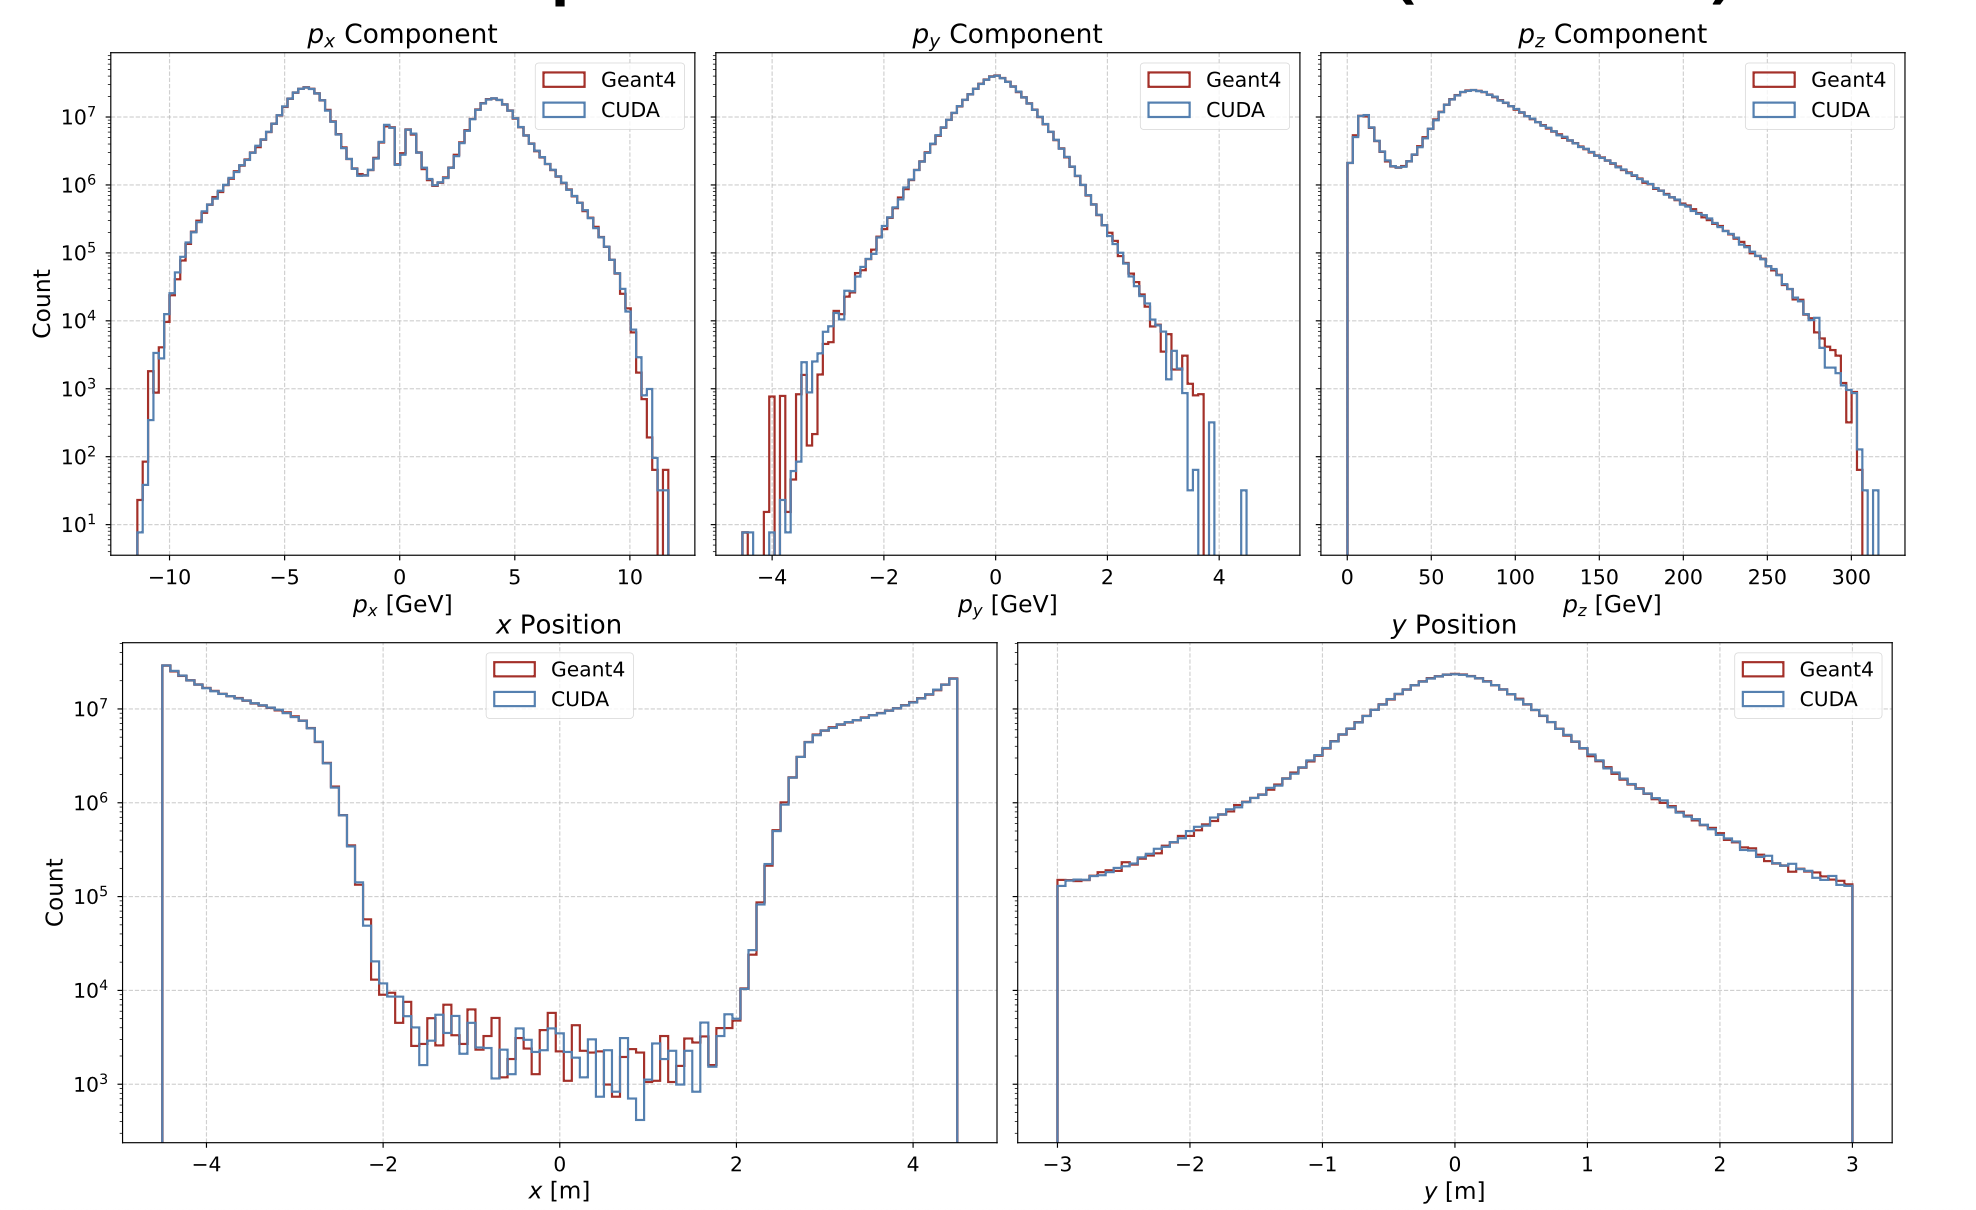 p_x Component
Geant4
CUDA
Count
10^7
10^6
10^5
10^4
10^3
10^2
10^1
−10 −5 0 5 10
p_x [GeV]
p_y Component
Geant4
CUDA
−4 −2 0 2 4
p_y [GeV]
p_z Component
Geant4
CUDA
0 50 100 150 200 250 300
p_z [GeV]
x Position
Geant4
CUDA
Count
10^7
10^6
10^5
10^4
10^3
−4 −2 0 2 4
x [m]
y Position
Geant4
CUDA
−3 −2 −1 0 1 2 3
y [m]